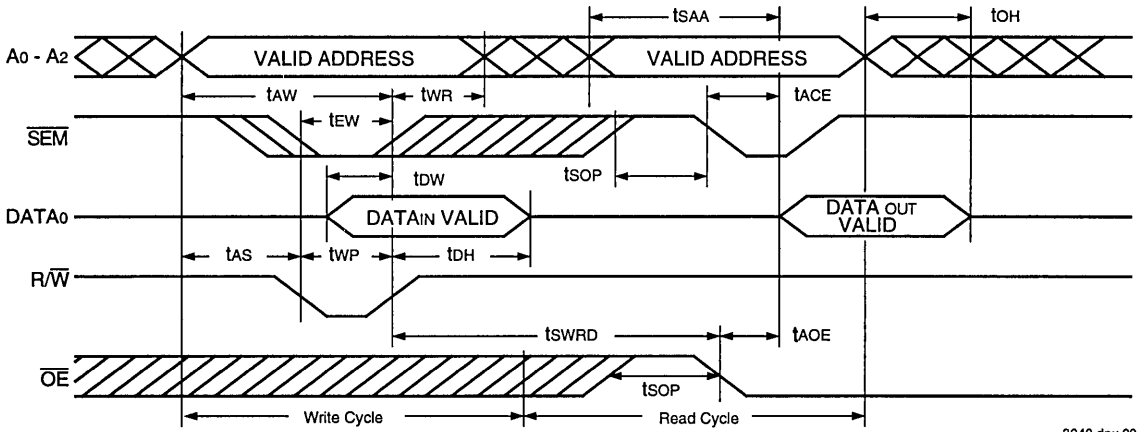 tSAA
tOH
A0 - A2
VALID ADDRESS
VALID ADDRESS
tAW
tWR
tACE
tEW
SEM
tDW
tSOP
DATA0
DATAIN VALID
DATA OUT
VALID
tAS
tWP
tDH
R/W
tSWRD
tAOE
OE
tSOP
Write Cycle
Read Cycle